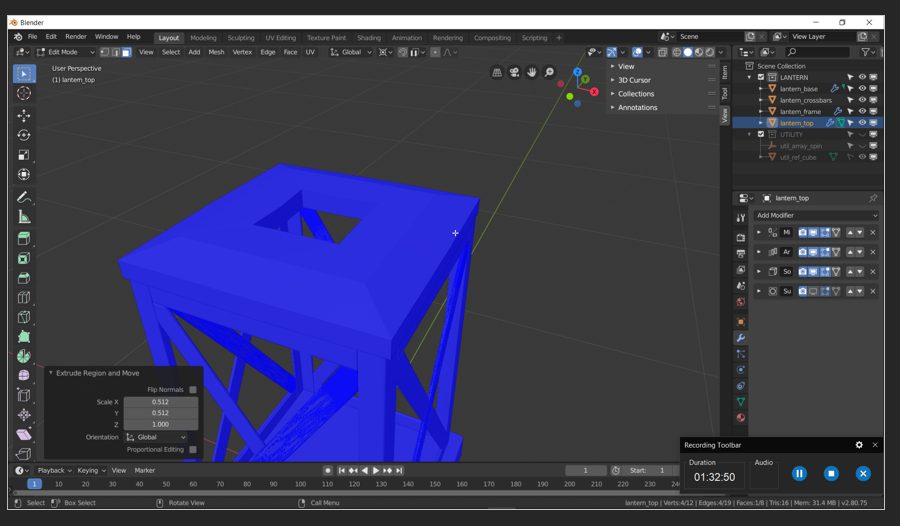 Blender
File Edit Render Window Help Layout Modeling Sculpting UV Editing Texture Paint Shading Animation Rendering Compositing Scripting + Scene View Layer
Edit Mode View Select Add Mesh Vertex Edge Face UV Global
User Perspective
(1) lantern_top
Z
Y
X
View
3D Cursor
Collections
Annotations
Item
Tool
View
Scene Collection
LANTERN
lantern_base
lantern_crossbars
lantern_frame
lantern_top
UTILITY
util_array_spin
util_ref_cube
lantern_top
Add Modifier
Mi
Ar
So
Su
Extrude Region and Move
Flip Normals
Scale X 0.512
Y 0.512
Z 1.000
Orientation Global
Proportional Editing
Recording Toolbar
Duration Audio
01:32:50
Playback Keying View Marker 1 Start: 1
1 10 20 30 40 50 60 70 80 90 100 110 120 130 140 150 160 170 180 190 200 210 220 230 240 250
Select Box Select Rotate View Call Menu lantern_top | Verts:4/12 | Edges:4/19 | Faces:1/8 | Tris:16 | Mem: 31.4 MB | v2.80.75